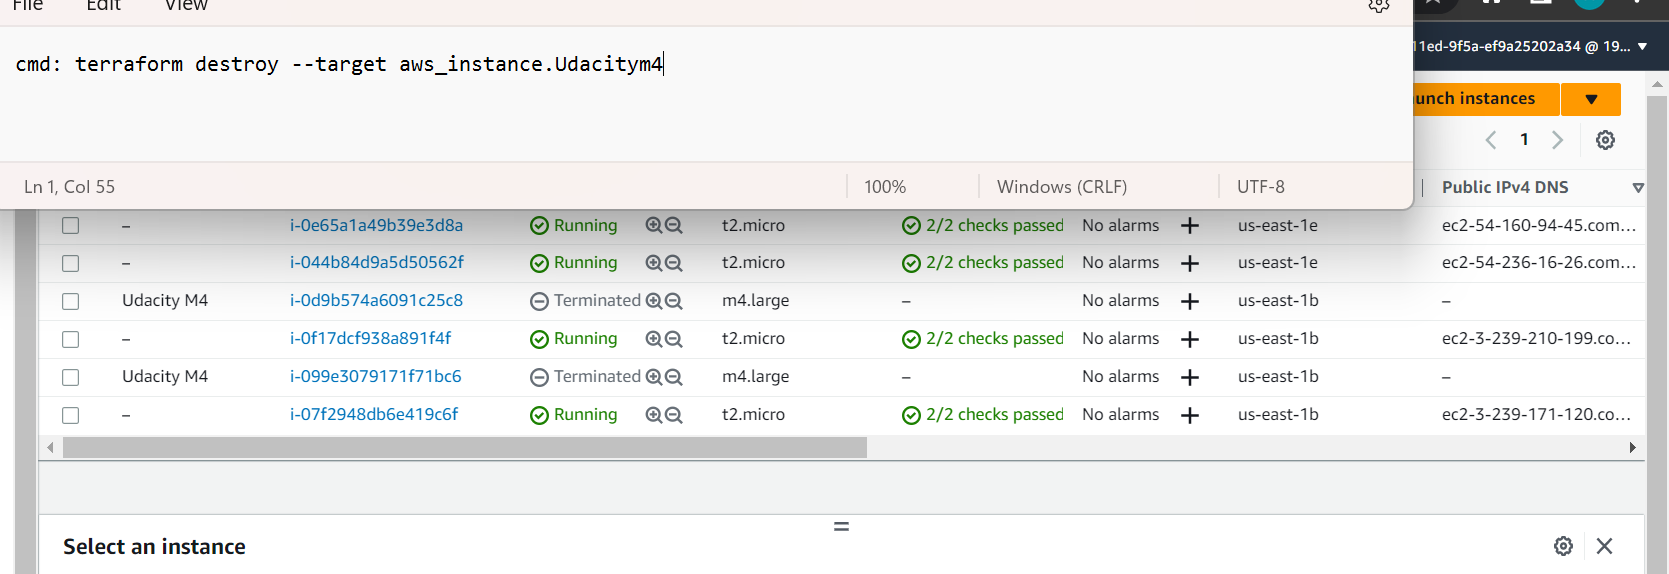 File Edit View
cmd: terraform destroy --target aws_instance.Udacitym4
11ed-9f5a-ef9a25202a34 @ 19... ▼
unch instances
1
Ln 1, Col 55 100% Windows (CRLF) UTF-8
Public IPv4 DNS
– i-0e65a1a49b39e3d8a Running t2.micro 2/2 checks passed No alarms + us-east-1e ec2-54-160-94-45.com...
– i-044b84d9a5d50562f Running t2.micro 2/2 checks passed No alarms + us-east-1e ec2-54-236-16-26.com...
Udacity M4 i-0d9b574a6091c25c8 Terminated m4.large – No alarms + us-east-1b –
– i-0f17dcf938a891f4f Running t2.micro 2/2 checks passed No alarms + us-east-1b ec2-3-239-210-199.co...
Udacity M4 i-099e3079171f71bc6 Terminated m4.large – No alarms + us-east-1b –
– i-07f2948db6e419c6f Running t2.micro 2/2 checks passed No alarms + us-east-1b ec2-3-239-171-120.co...
Select an instance